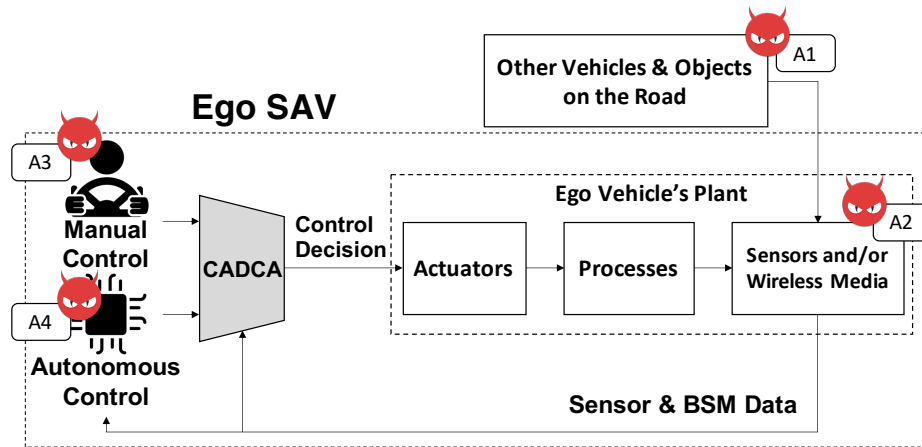 Other Vehicles & Objects
on the Road
A1
Ego SAV
A3
Manual
Control
A4
Autonomous
Control
CADCA
Control
Decision
Ego Vehicle's Plant
Actuators
Processes
Sensors and/or
Wireless Media
A2
Sensor & BSM Data